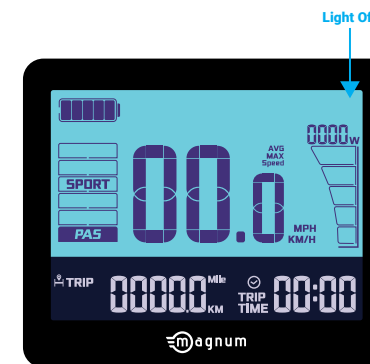 Light Of
0000W
AVG
MAX
Speed
SPORT
00.0
MPH
KM/H
PAS
TRIP
0000.0
Mile
KM
TRIP
TIME
00:00
magnum